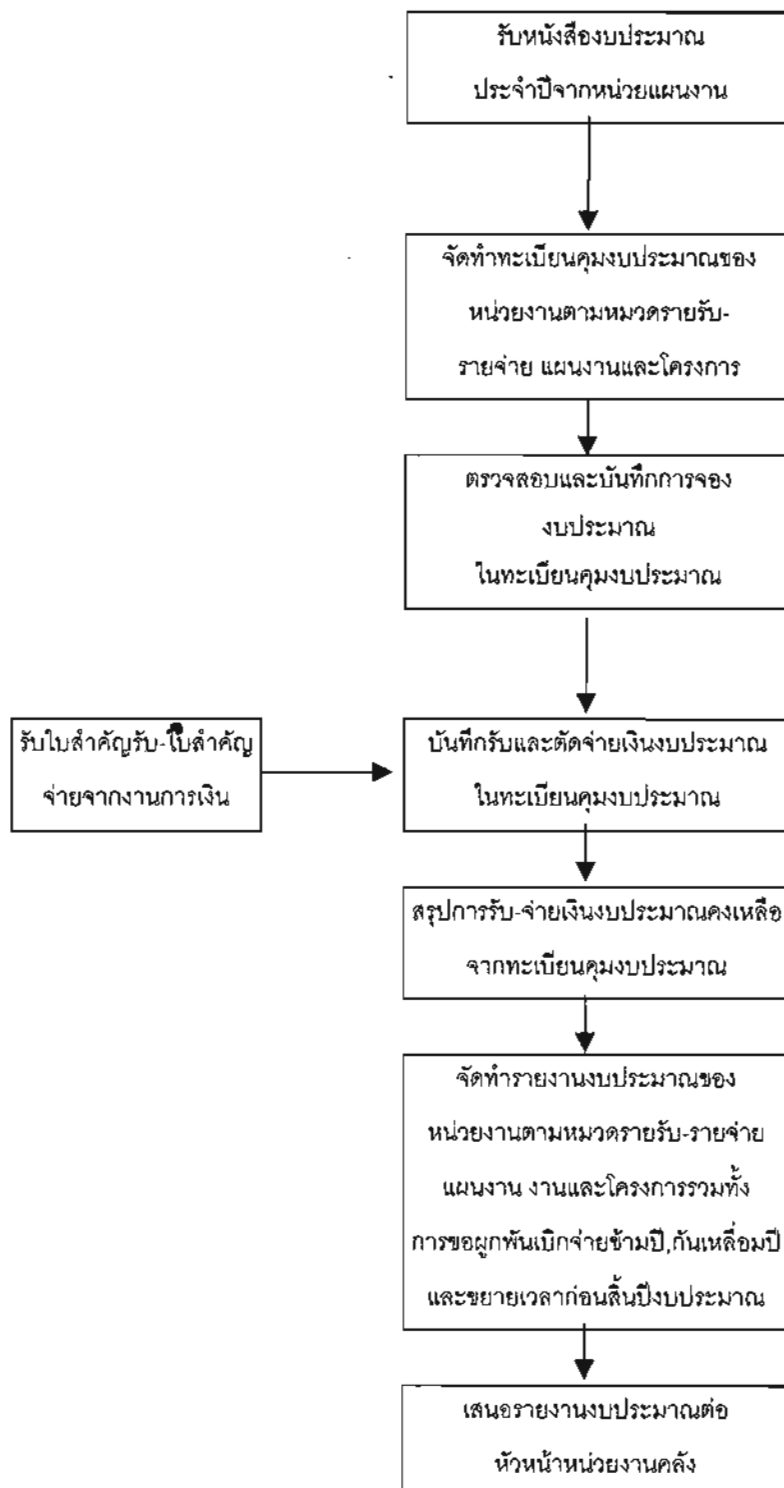 รับหนังสืองบประมาณ
ประจำปีจากหน่วยแผนงาน
จัดทำทะเบียนคุมงบประมาณของ
หน่วยงานตามหมวดรายรับ-
รายจ่าย แผนงานและโครงการ
ตรวจสอบและบันทึกการจอง
งบประมาณ
ในทะเบียนคุมงบประมาณ
รับใบสำคัญรับ-ใบสำคัญ
จ่ายจากงานการเงิน
บันทึกรับและตัดจ่ายเงินงบประมาณ
ในทะเบียนคุมงบประมาณ
สรุปการรับ-จ่ายเงินงบประมาณคงเหลือ
จากทะเบียนคุมงบประมาณ
จัดทำรายงานงบประมาณของ
หน่วยงานตามหมวดรายรับ-รายจ่าย
แผนงาน งานและโครงการรวมทั้ง
การขอผูกพันเบิกจ่ายข้ามปี,กันเหลื่อมปี
และขยายเวลาก่อนสิ้นปีงบประมาณ
เสนอรายงานงบประมาณต่อ
หัวหน้าหน่วยงานคลัง